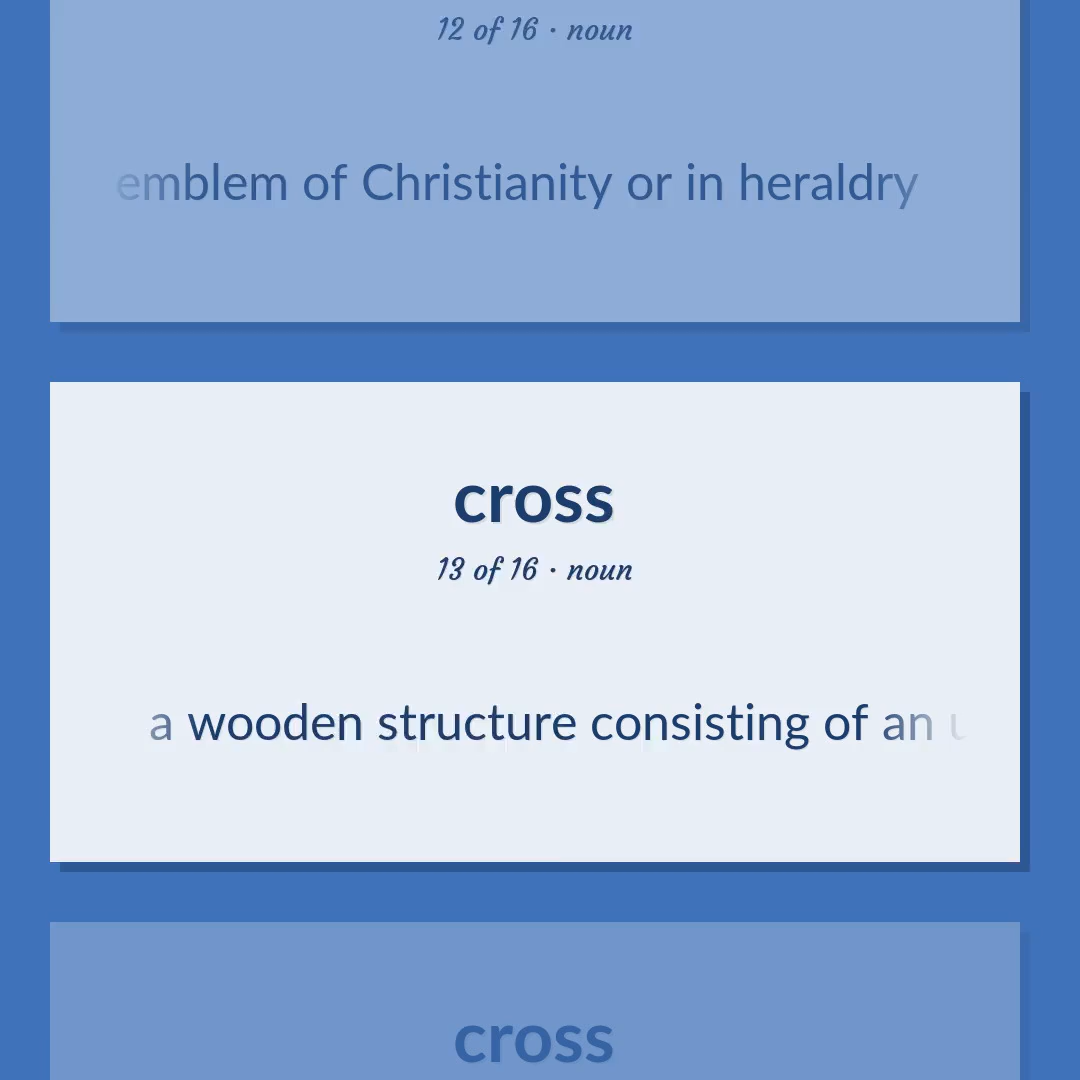 12 of 16 · noun
emblem of Christianity or in heraldry
cross
13 of 16 · noun
a wooden structure consisting of an
cross